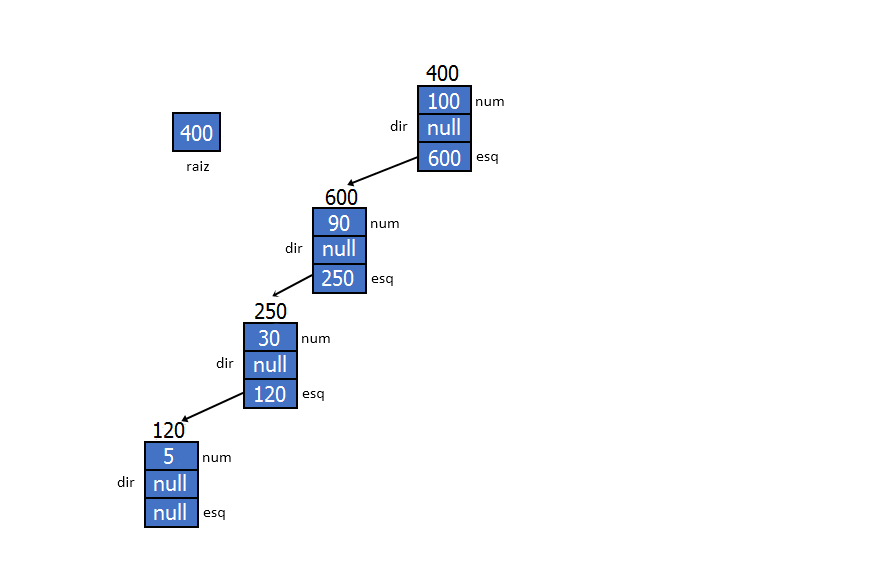 400
100 num
dir null
600 esq
400
raiz
600
90 num
dir null
250 esq
250
30 num
dir null
120 esq
120
5 num
dir null
null esq